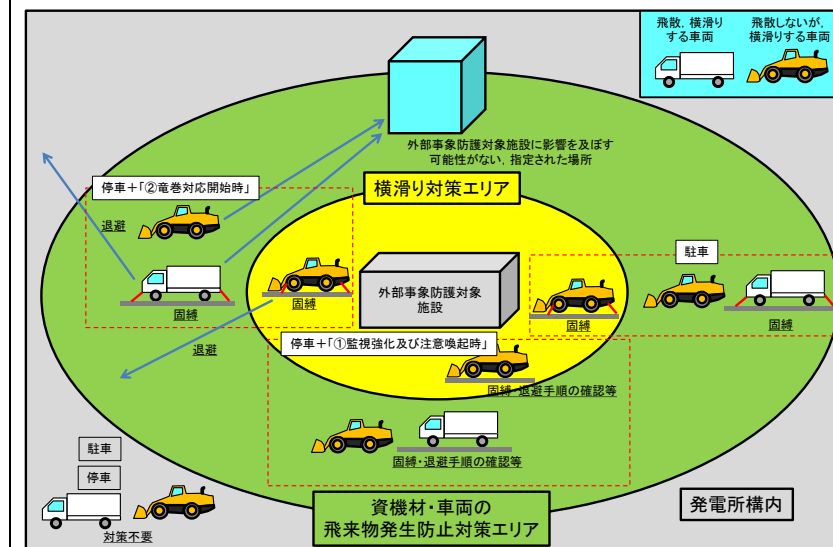 飛散，横滑り
する車両
飛散しないが，
横滑りする車両
外部事象防護対象施設に影響を及ぼす
可能性がない，指定された場所
停車＋「②竜巻対応開始時」
横滑り対策エリア
退避
駐車
外部事象防護対象
施設
固縛
固縛
固縛
固縛
停車＋「①監視強化及び注意喚起時」
退避
固縛・退避手順の確認等
固縛・退避手順の確認等
駐車
停車
対策不要
資機材・車両の
飛来物発生防止対策エリア
発電所構内